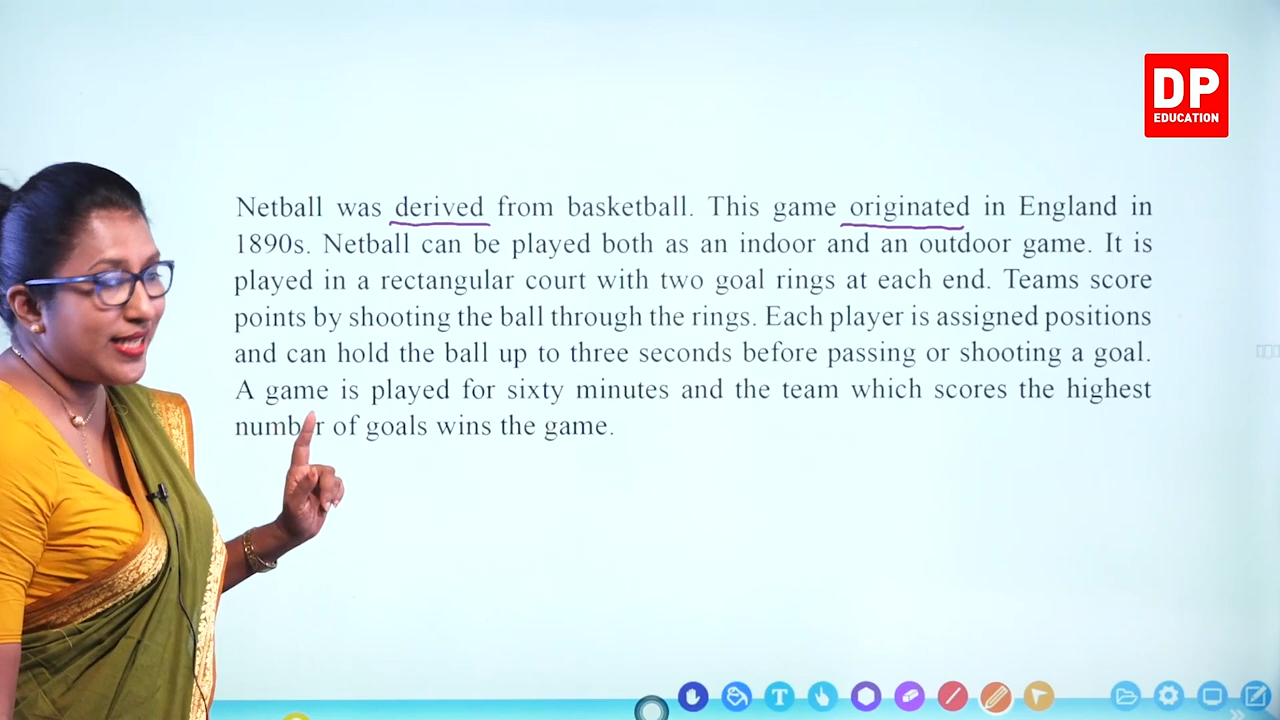 DP
EDUCATION
Netball was derived from basketball. This game originated in England in
1890s. Netball can be played both as an indoor and an outdoor game. It is
played in a rectangular court with two goal rings at each end. Teams score
points by shooting the ball through the rings. Each player is assigned positions
and can hold the ball up to three seconds before passing or shooting a goal.
A game is played for sixty minutes and the team which scores the highest
number of goals wins the game.